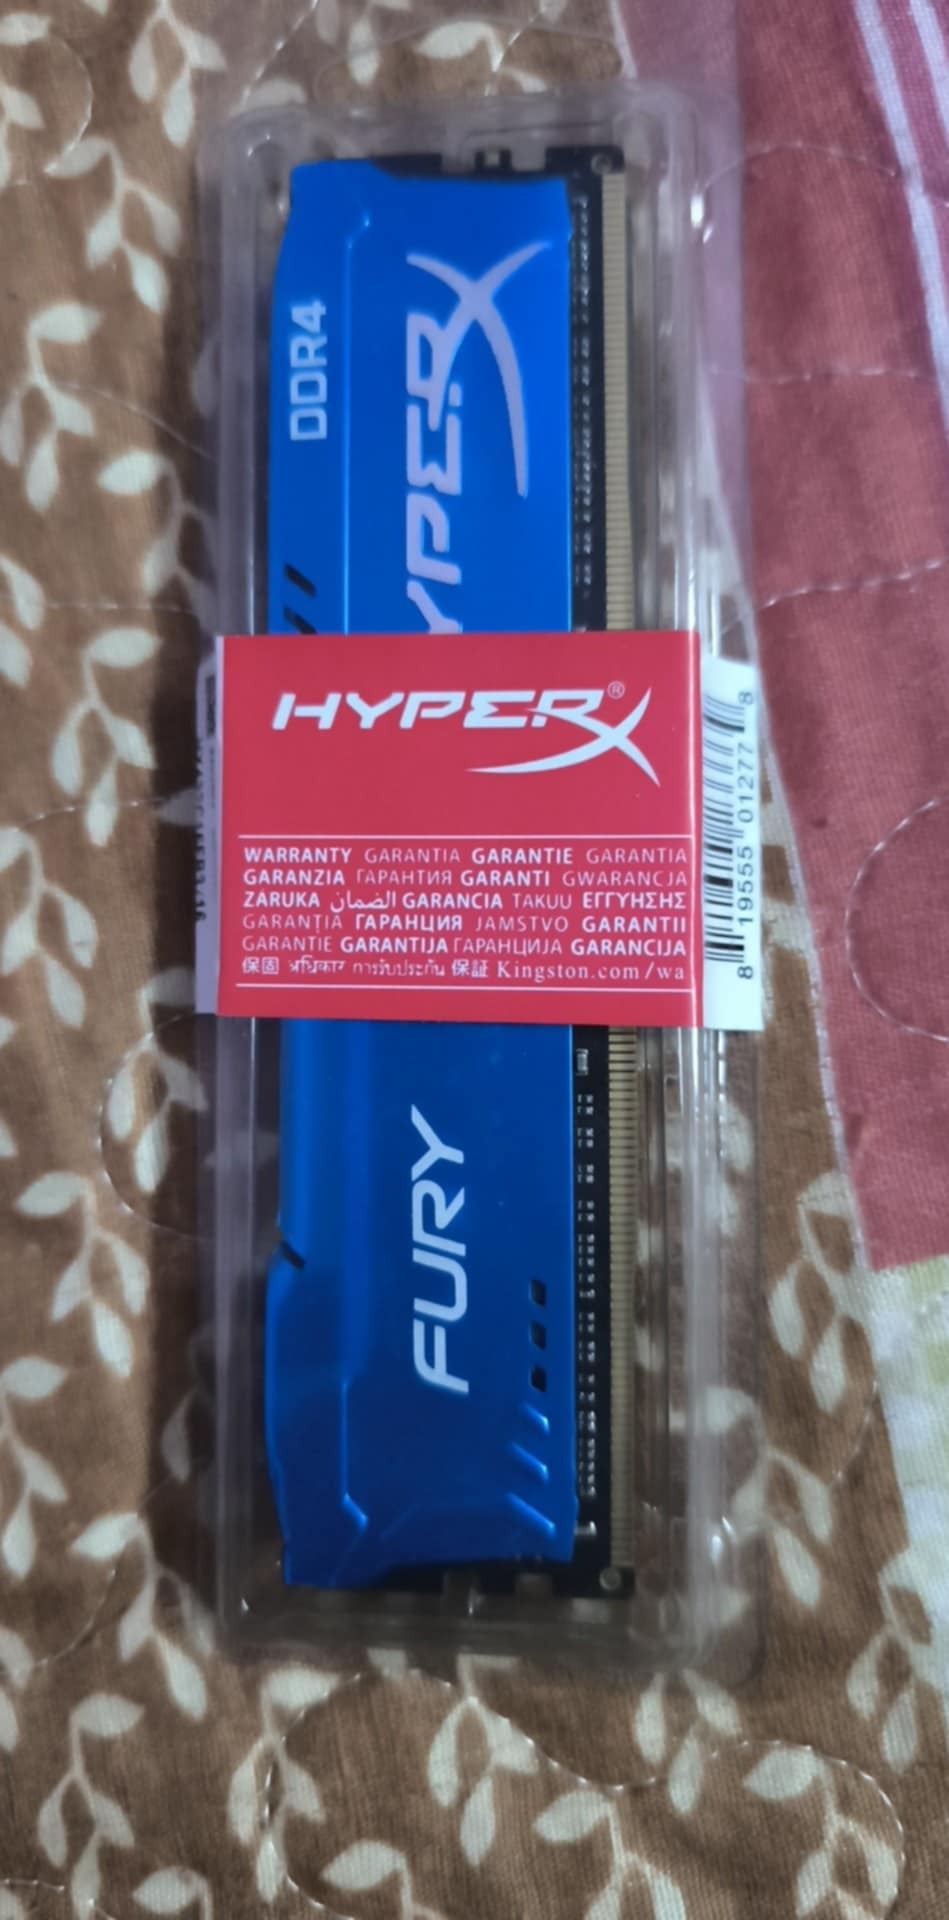 DDR4
HYPERX
HYPERX®
WARRANTY GARANTIA GARANTIE GARANTIA
GARANZIA ГАРАНТИЯ GARANTI GWARANCJA
ZARUKA الضمان GARANCIA TAKUU ΕΓΓΥΗΣΗΣ
GARANȚIA ГАРАНЦИЯ JAMSTVO GARANTII
GARANTIE GARANTIJA ГАРАНЦИЈА GARANCIJA
保固 การรับประกัน 保証 Kingston.com/wa
8 19555 01277 8
FURY